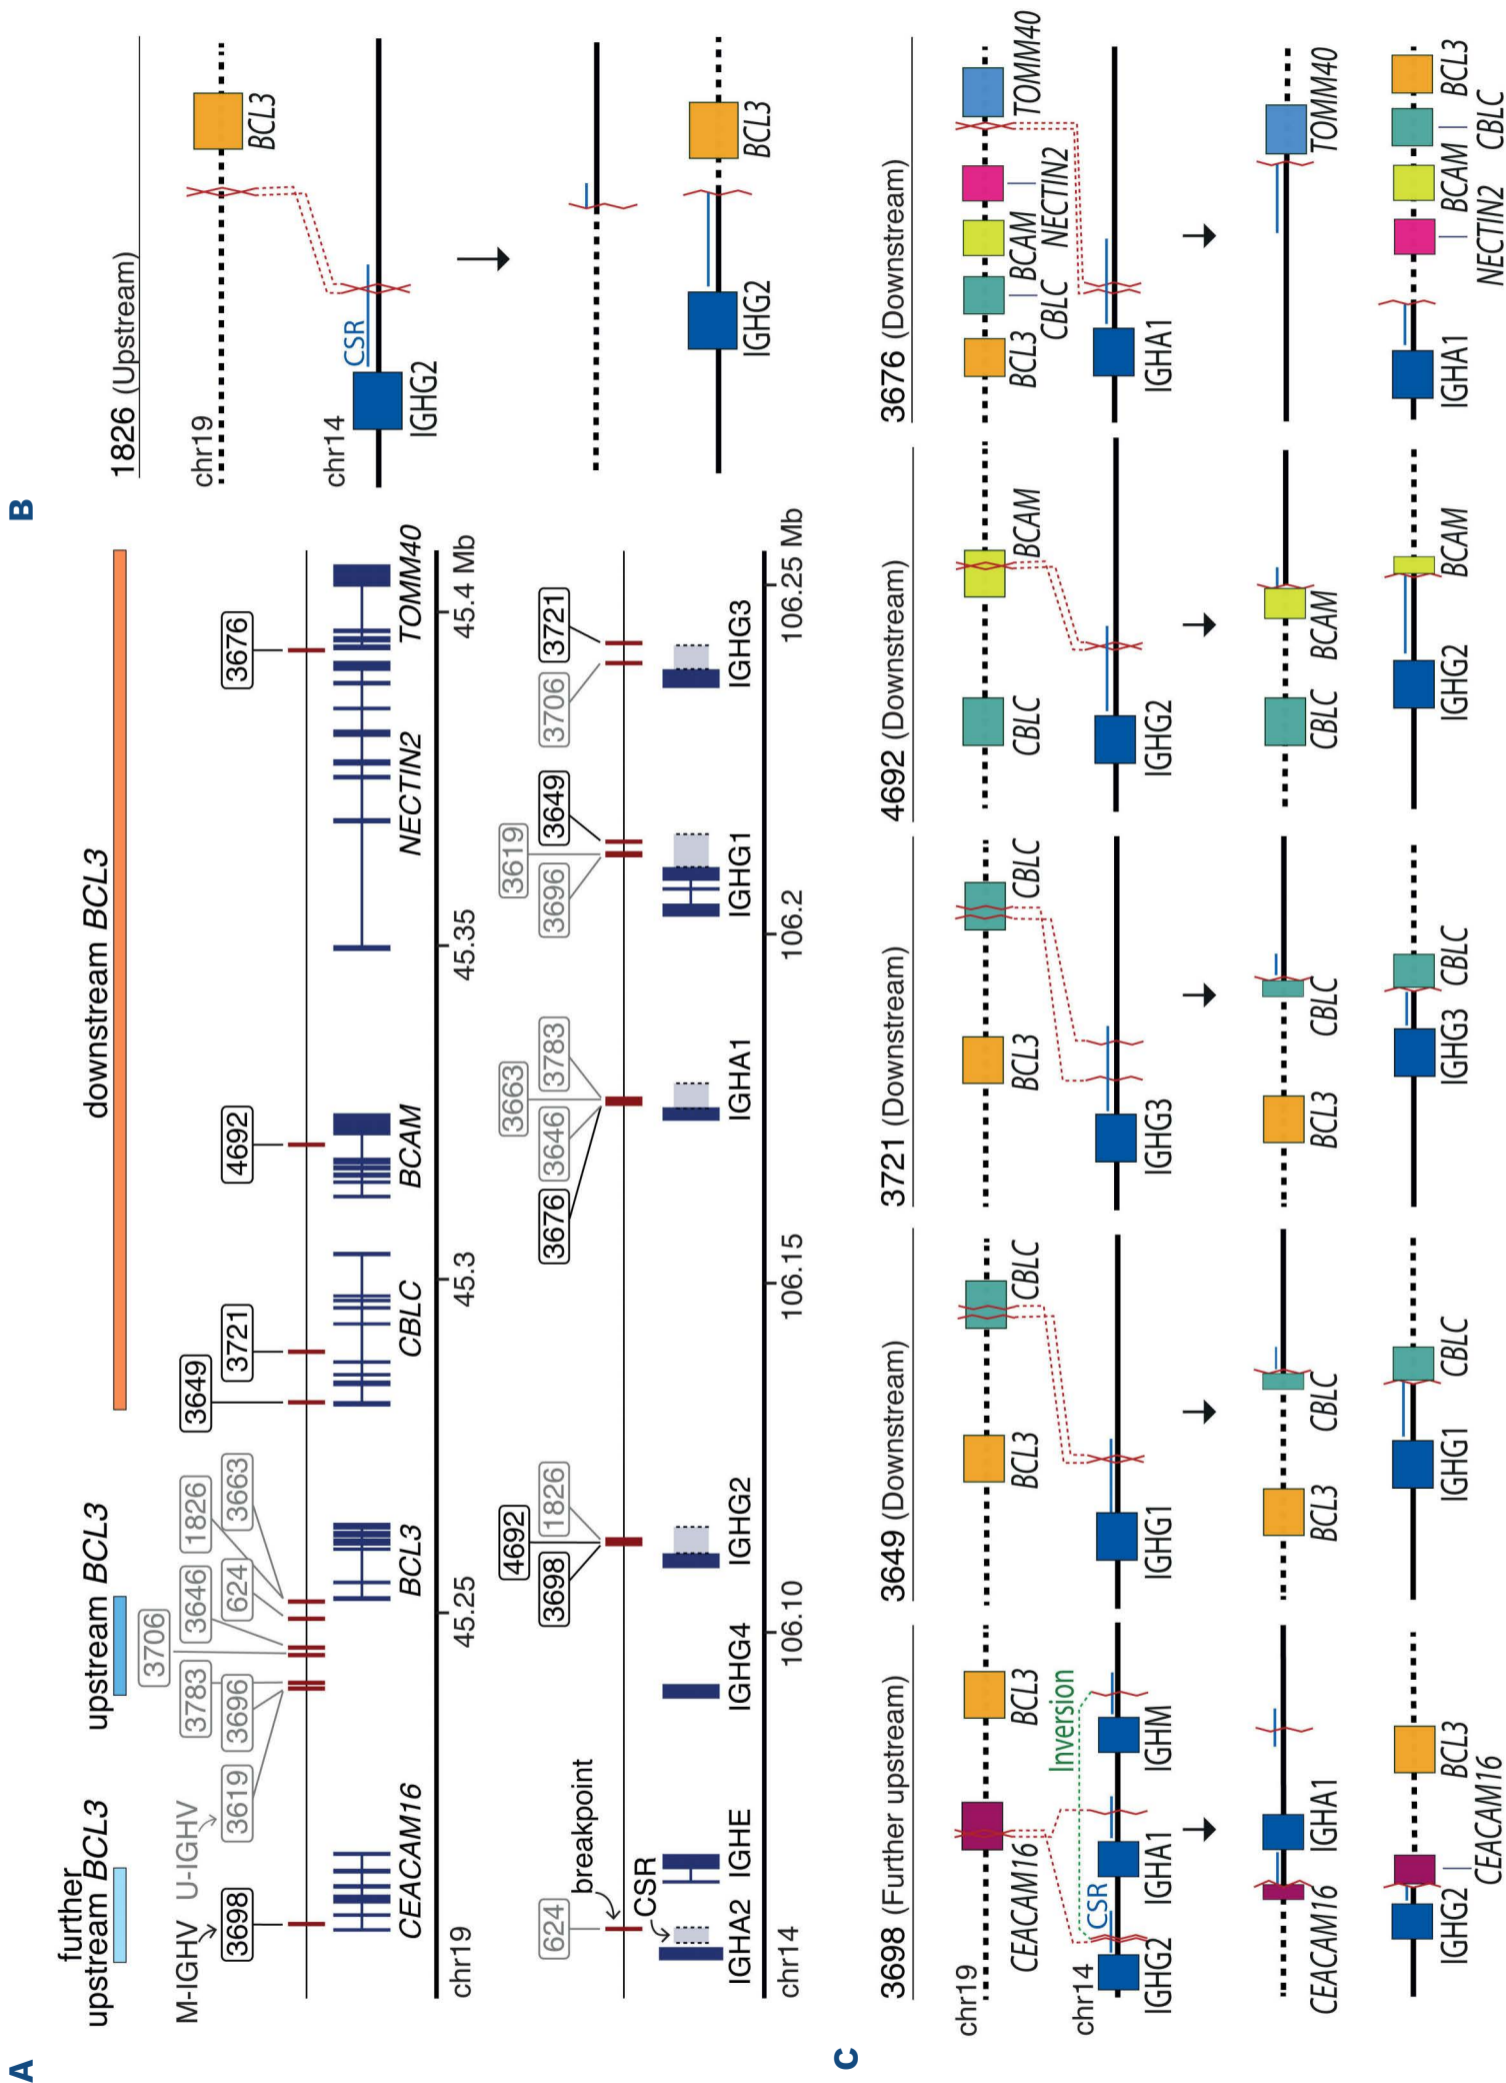 A
further
upstream BCL3
upstream BCL3
downstream BCL3
M-IGHV
U-IGHV
3698
3619
3783
3696
3706
3646
624
1826
3663
3649
3721
4692
3676
CEACAM16
BCL3
CBLC
BCAM
NECTIN2
TOMM40
chr19
45.25
45.3
45.35
45.4 Mb
624
breakpoint
CSR
4692
3698
1826
3676
3663
3646
3783
3619
3696
3649
3706
3721
IGHA2
IGHE
IGHG4
IGHG2
IGHA1
IGHG1
IGHG3
chr14
106.10
106.15
106.2
106.25 Mb
B
1826 (Upstream)
chr19
BCL3
CSR
chr14
IGHG2
BCL3
IGHG2
C
3698 (Further upstream)
chr19
CEACAM16
BCL3
Inversion
chr14
CSR
IGHG2
IGHA1
IGHM
CEACAM16
IGHA1
IGHG2
BCL3
CEACAM16
3649 (Downstream)
BCL3
CBLC
IGHG1
BCL3
CBLC
IGHG1
CBLC
3721 (Downstream)
BCL3
CBLC
IGHG3
BCL3
CBLC
IGHG3
CBLC
4692 (Downstream)
CBLC
BCAM
IGHG2
CBLC
BCAM
IGHG2
BCAM
3676 (Downstream)
BCL3
CBLC
BCAM
NECTIN2
TOMM40
IGHA1
TOMM40
IGHA1
NECTIN2
BCAM
CBLC
BCL3